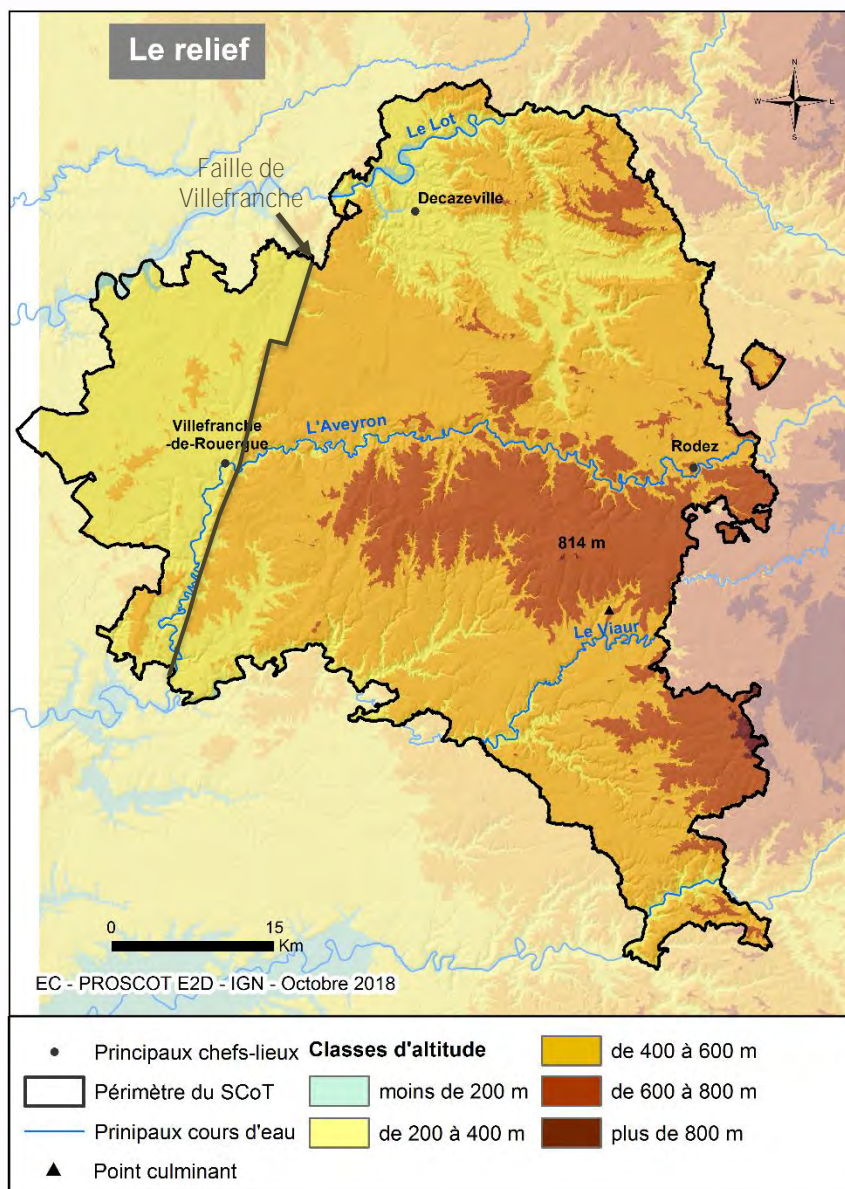 Le relief
N
W
E
S
Le Lot
Faille de
Villefranche
Decazeville
Villefranche
-de-Rouergue
L'Aveyron
Rodez
814 m
Le Viaur
0 15
Km
EC - PROSCOT E2D - IGN - Octobre 2018
Principaux chefs-lieux
Périmètre du SCoT
Prinipaux cours d'eau
Point culminant
Classes d'altitude
moins de 200 m
de 200 à 400 m
de 400 à 600 m
de 600 à 800 m
plus de 800 m